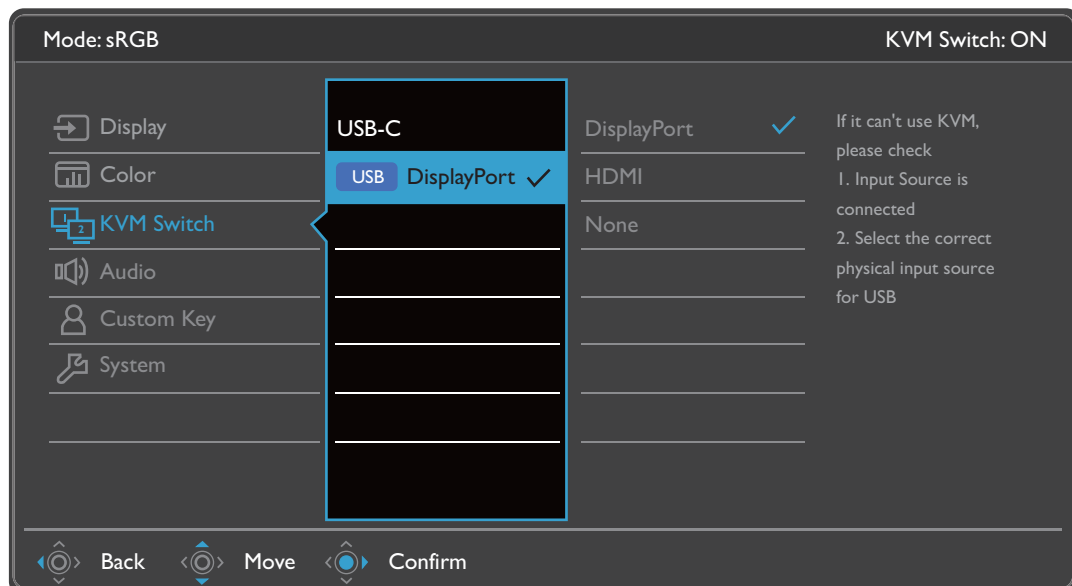 Mode: sRGB
KVM Switch: ON
Display
Color
1
2
KVM Switch
Audio
Custom Key
System
USB-C
USB DisplayPort
DisplayPort
HDMI
None
If it can't use KVM,
please check
1. Input Source is
connected
2. Select the correct
physical input source
for USB
Back
Move
Confirm